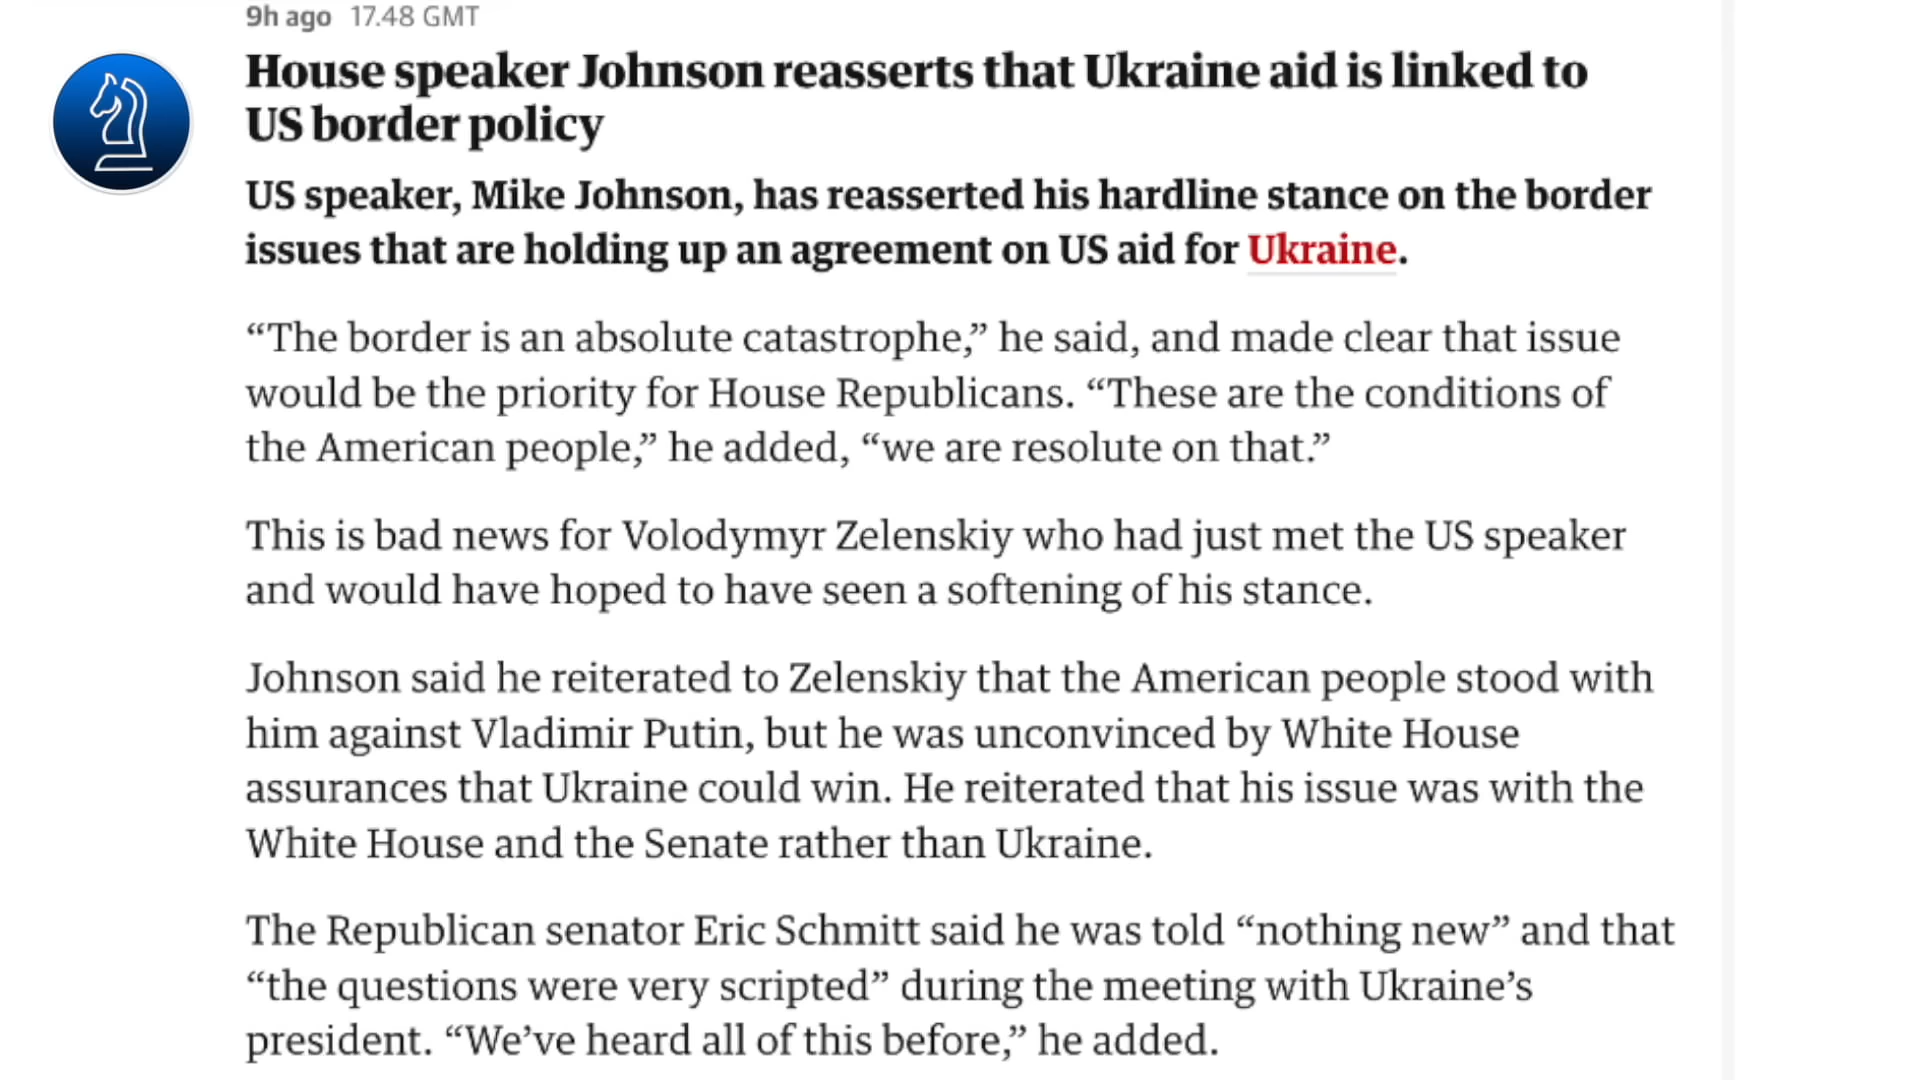 9h ago 17.48 GMT
House speaker Johnson reasserts that Ukraine aid is linked to
US border policy
US speaker, Mike Johnson, has reasserted his hardline stance on the border
issues that are holding up an agreement on US aid for Ukraine.
“The border is an absolute catastrophe,” he said, and made clear that issue
would be the priority for House Republicans. “These are the conditions of
the American people,” he added, “we are resolute on that.”
This is bad news for Volodymyr Zelenskiy who had just met the US speaker
and would have hoped to have seen a softening of his stance.
Johnson said he reiterated to Zelenskiy that the American people stood with
him against Vladimir Putin, but he was unconvinced by White House
assurances that Ukraine could win. He reiterated that his issue was with the
White House and the Senate rather than Ukraine.
The Republican senator Eric Schmitt said he was told “nothing new” and that
“the questions were very scripted” during the meeting with Ukraine’s
president. “We’ve heard all of this before,” he added.